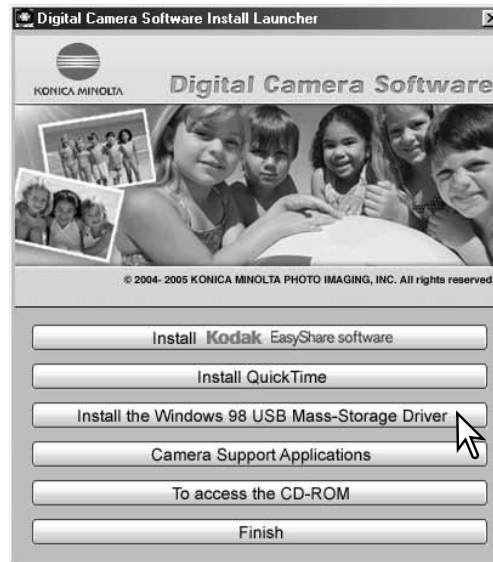 Digital Camera Software Install Launcher
KONICA MINOLTA
Digital Camera Software
© 2004- 2005 KONICA MINOLTA PHOTO IMAGING, INC. All rights reserved.
Install Kodak EasyShare software
Install QuickTime
Install the Windows 98 USB Mass-Storage Driver
Camera Support Applications
To access the CD-ROM
Finish